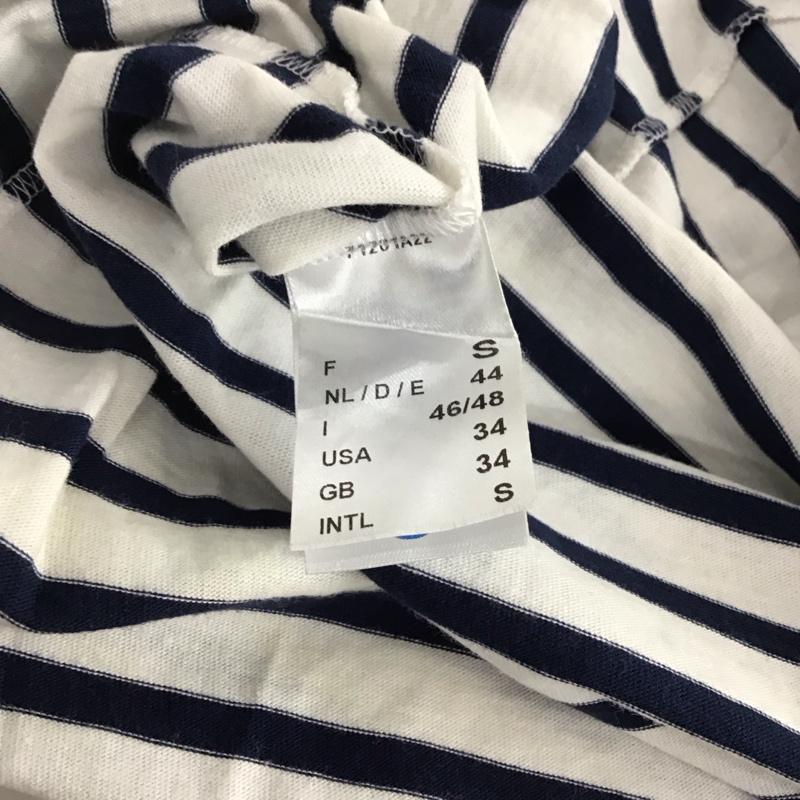 F S
NL / D / E 44
I 46/48
USA 34
GB 34
INTL S